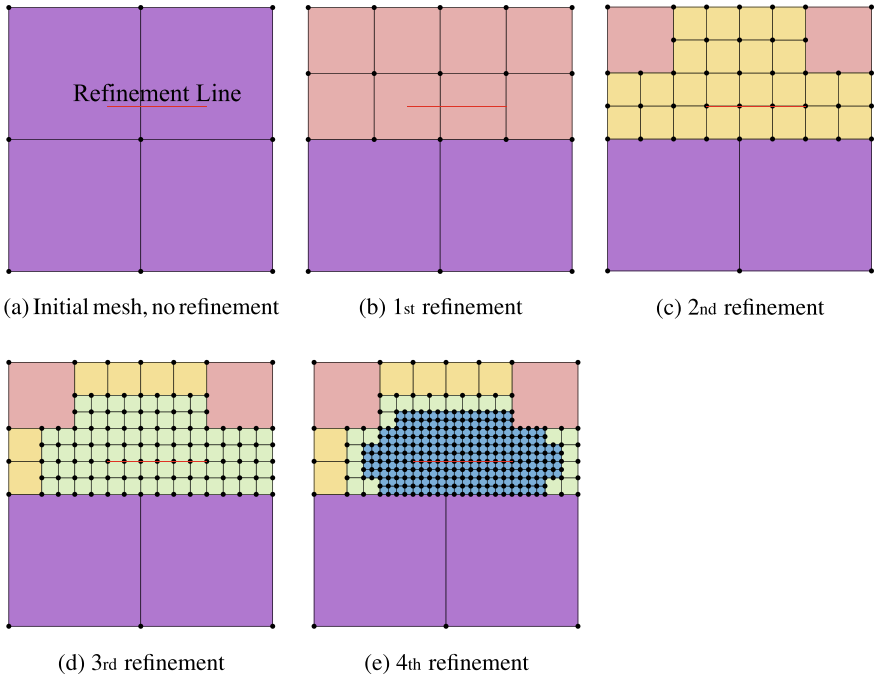 Refinement Line
(a) Initial mesh, no refinement
(b) 1st refinement
(c) 2nd refinement
(d) 3rd refinement
(e) 4th refinement